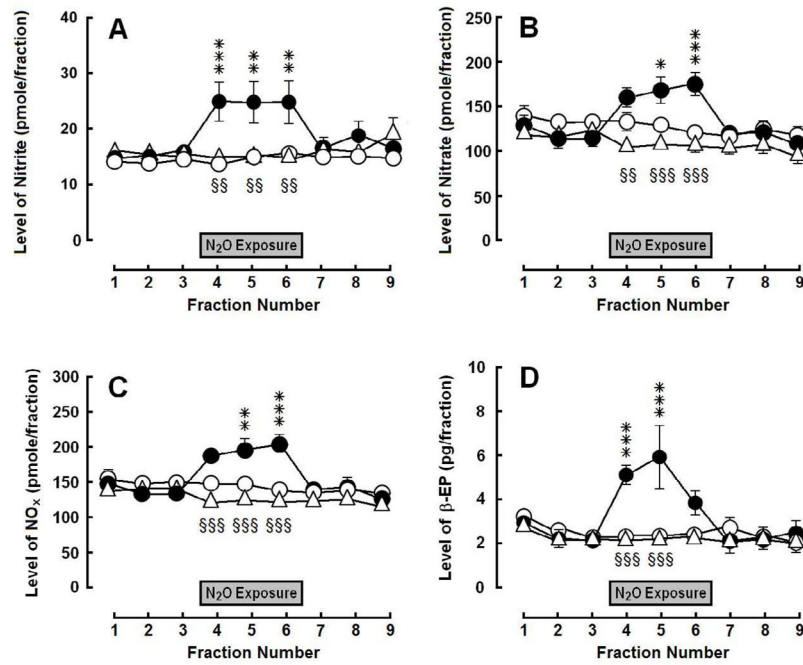 A
Level of Nitrite (pmole/fraction)
40
30
20
10
0
*** ** **
§§ §§ §§
N₂O Exposure
1 2 3 4 5 6 7 8 9
Fraction Number
B
Level of Nitrate (pmole/fraction)
250
200
150
100
50
0
* ***
§§ §§§ §§§
N₂O Exposure
1 2 3 4 5 6 7 8 9
Fraction Number
C
Level of NOₓ (pmole/fraction)
300
250
200
150
100
50
0
** ***
§§§ §§§ §§§
N₂O Exposure
1 2 3 4 5 6 7 8 9
Fraction Number
D
Level of β-EP (pg/fraction)
10
8
6
4
2
0
*** ***
§§§ §§§
N₂O Exposure
1 2 3 4 5 6 7 8 9
Fraction Number